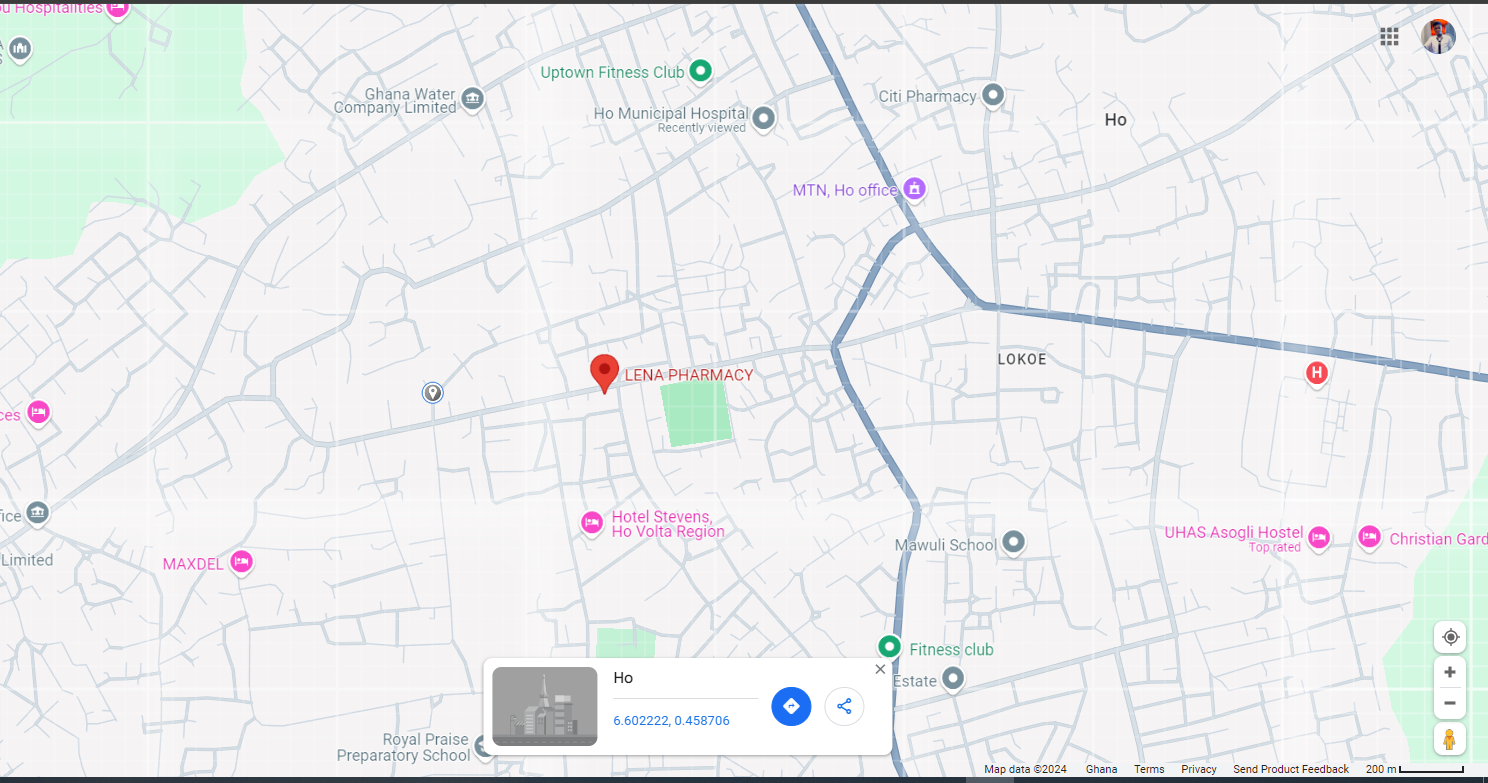 ou Hospitalities
Uptown Fitness Club
Ghana Water
Company Limited
Ho Municipal Hospital
Recently viewed
Citi Pharmacy
Ho
MTN, Ho office
LOKOE
H
LENA PHARMACY
ces
Hotel Stevens,
Ho Volta Region
fice
Limited
MAXDEL
Mawuli School
UHAS Asogli Hostel
Top rated
Christian Gard
Fitness club
Estate
Ho
6.602222, 0.458706
Royal Praise
Preparatory School
Map data ©2024 Ghana Terms Privacy Send Product Feedback 200 m